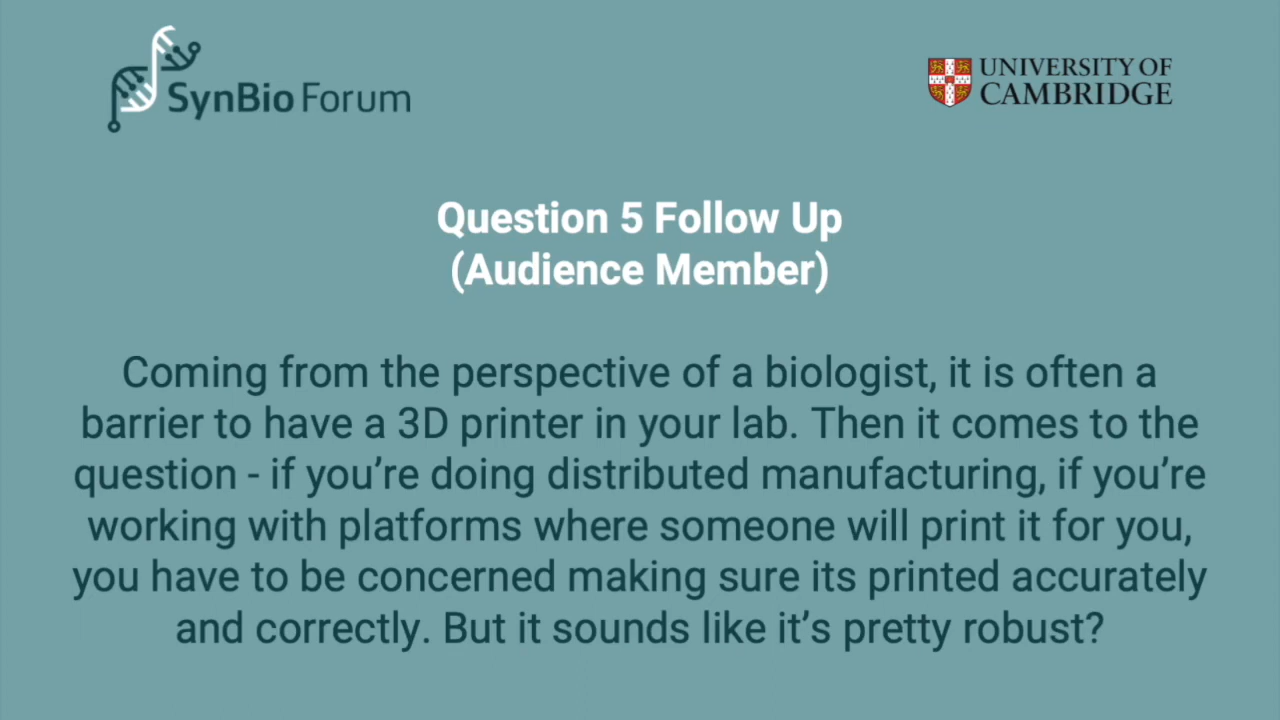 SynBio Forum
UNIVERSITY OF
CAMBRIDGE
Question 5 Follow Up
(Audience Member)
Coming from the perspective of a biologist, it is often a
barrier to have a 3D printer in your lab. Then it comes to the
question - if you’re doing distributed manufacturing, if you’re
working with platforms where someone will print it for you,
you have to be concerned making sure its printed accurately
and correctly. But it sounds like it’s pretty robust?